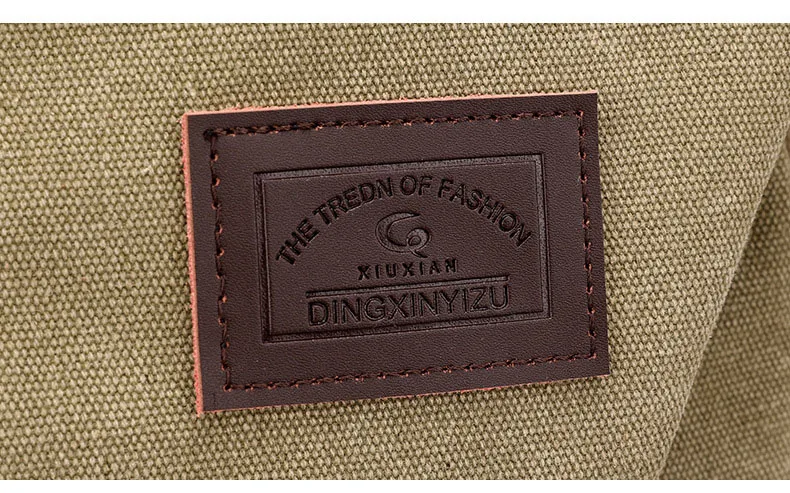 THE TREDN OF FASHION
XIUXIAN
DINGXINYIZU